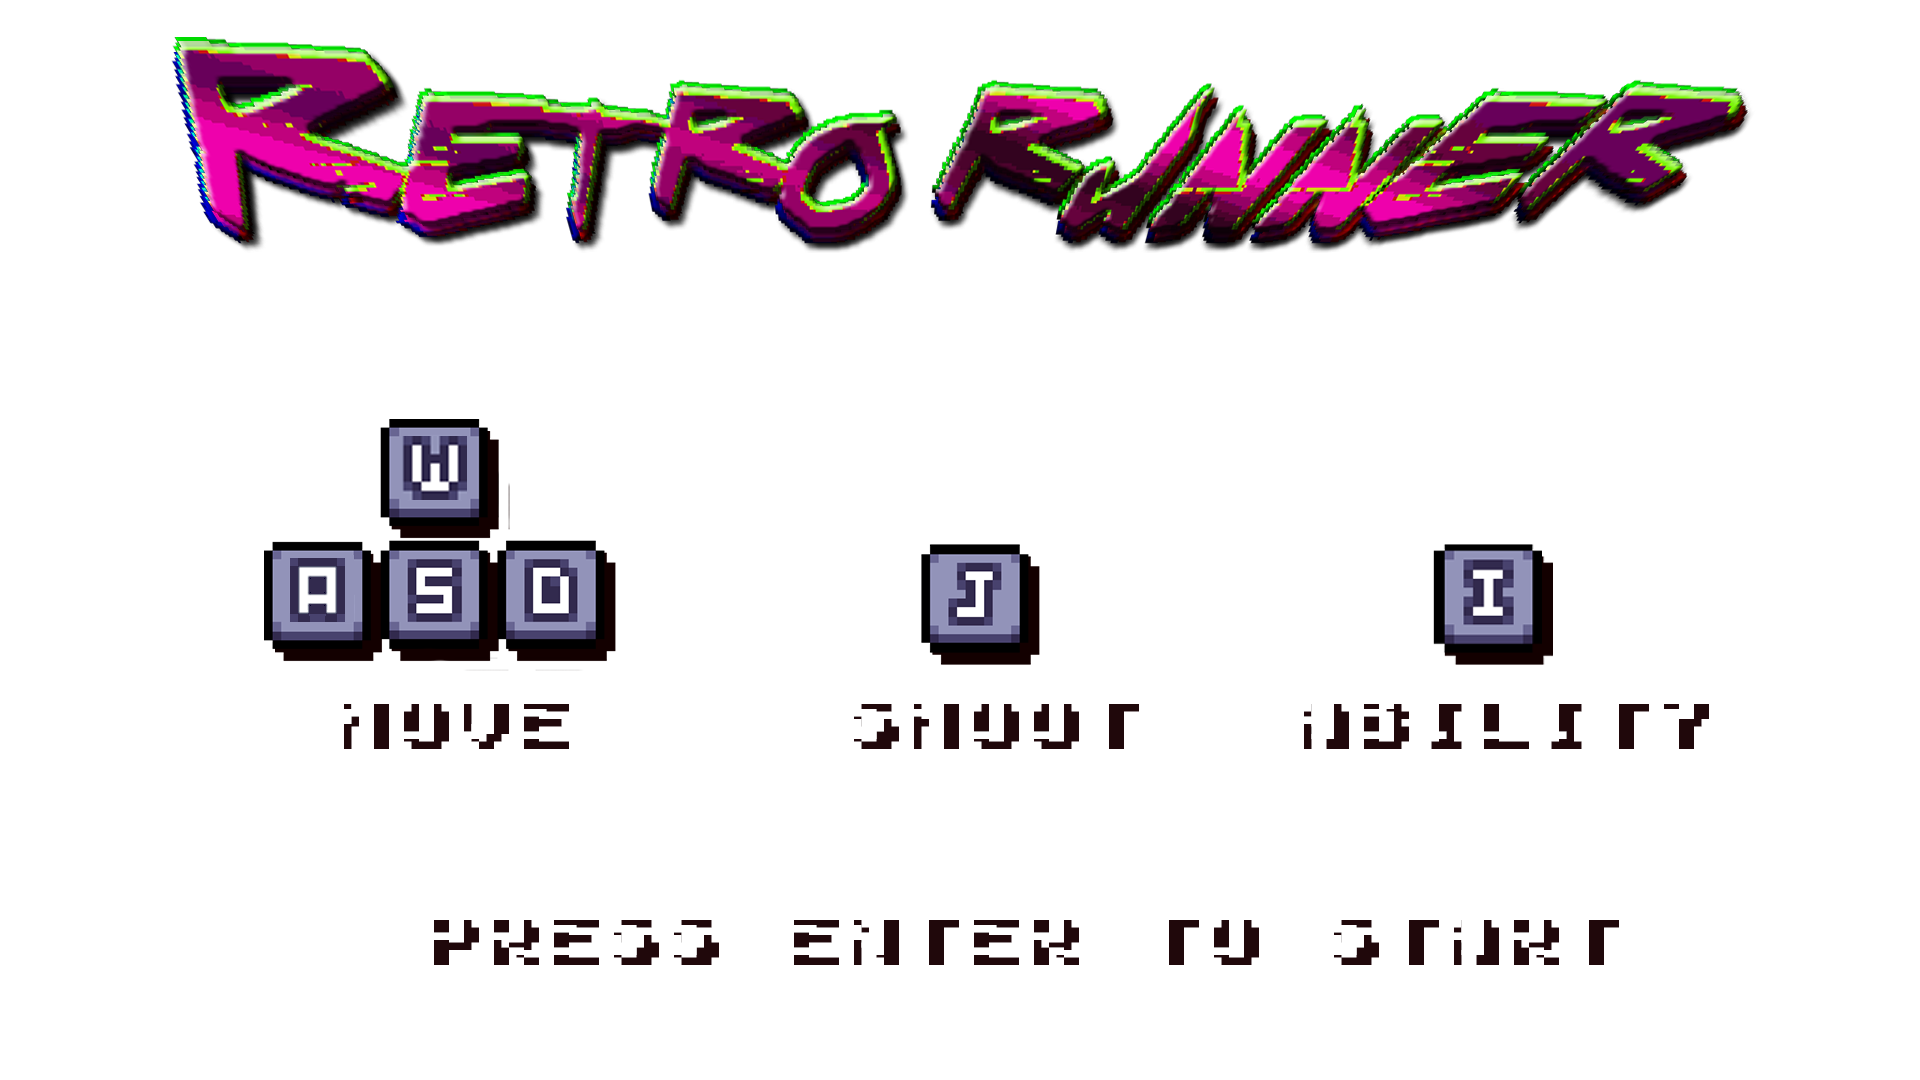 RETRO RUNNER
W
A S D J I
MOVE SHOOT ABILITY
PRESS ENTER TO START